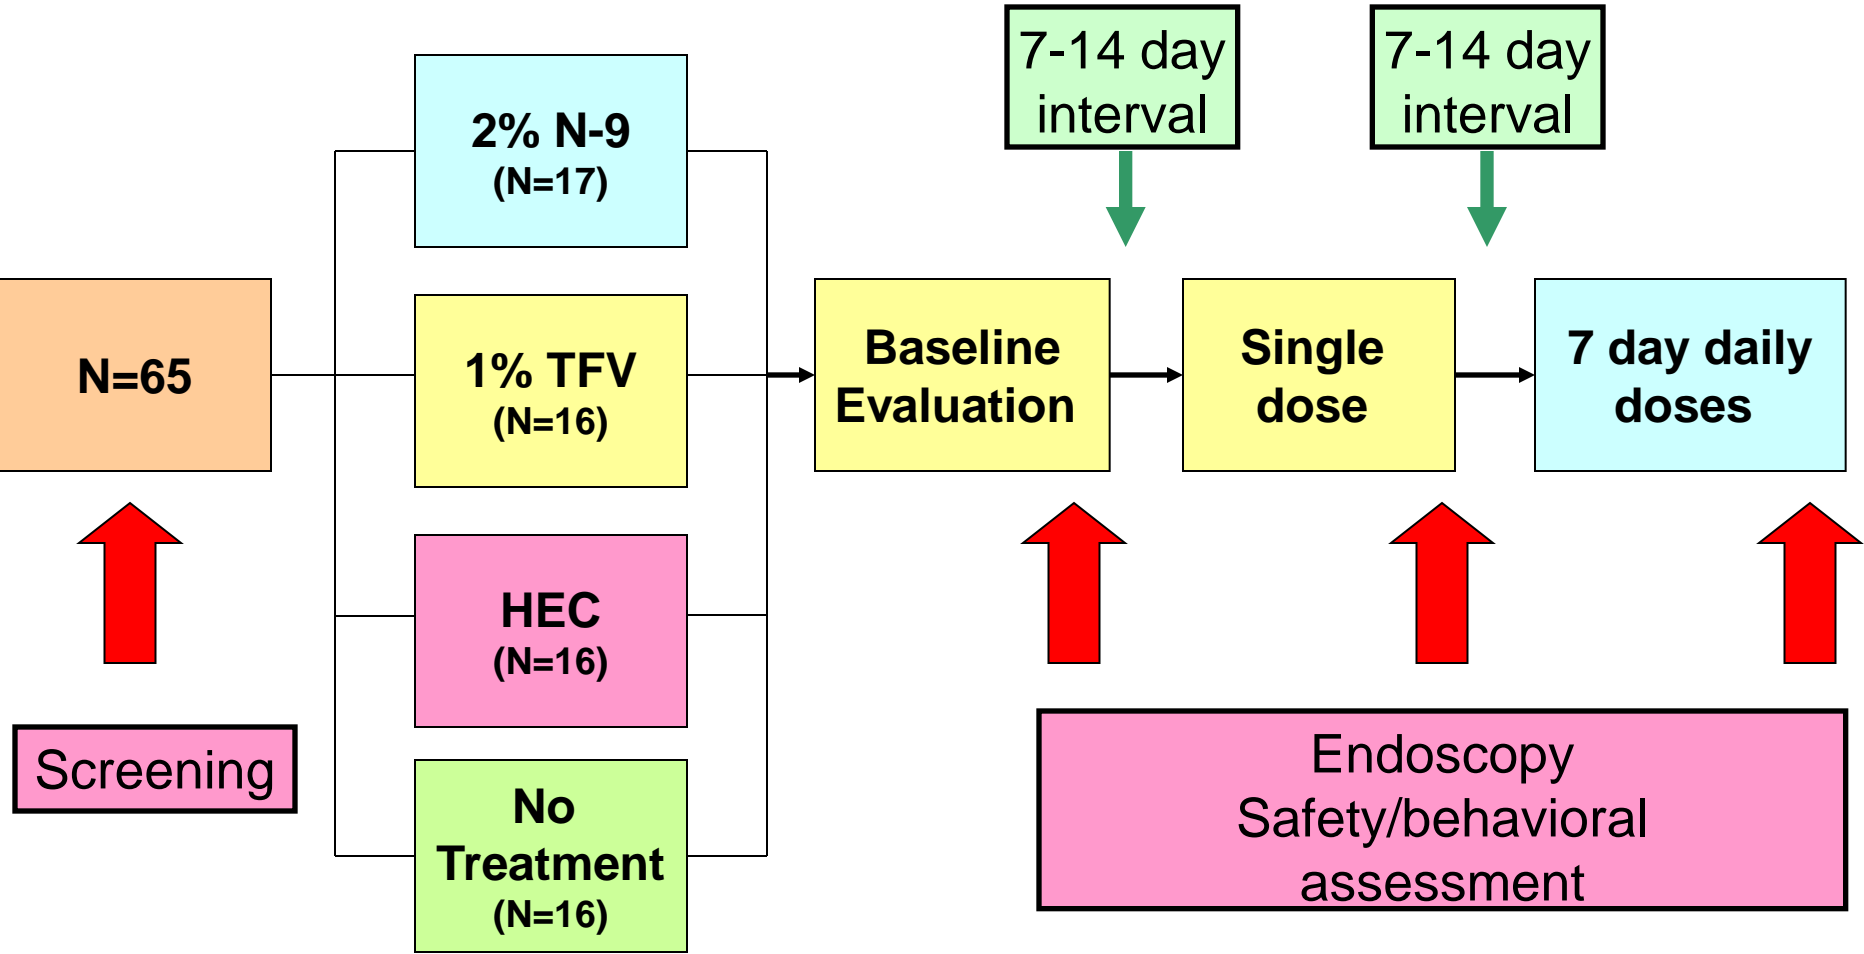 N=65
Screening
2% N-9
(N=17)
1% TFV
(N=16)
HEC
(N=16)
No
Treatment
(N=16)
Baseline
Evaluation
7-14 day
interval
Single
dose
7-14 day
interval
7 day daily
doses
Endoscopy
Safety/behavioral
assessment